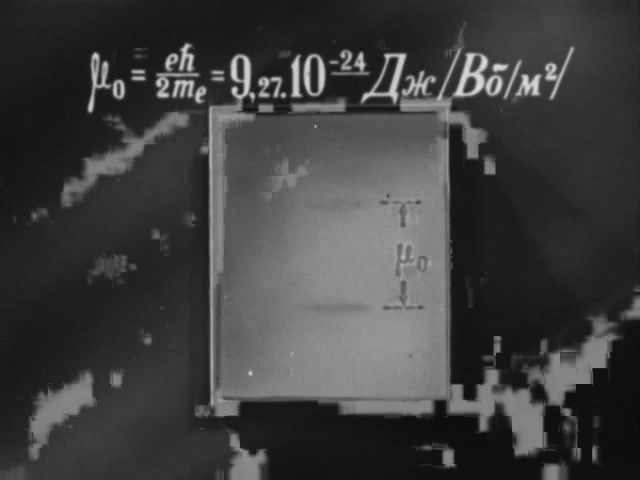 μ₀ = eħ/2mₑ = 9,27·10⁻²⁴ Дж/Вб/м²/
μ₀